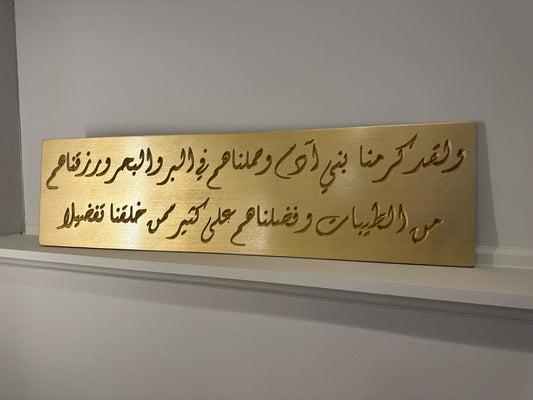 ولقد كرمنا بني آدم وحملناهم في البر والبحر ورزقناهم
من الطيبات وفضلناهم على كثير ممن خلقنا تفضيلا